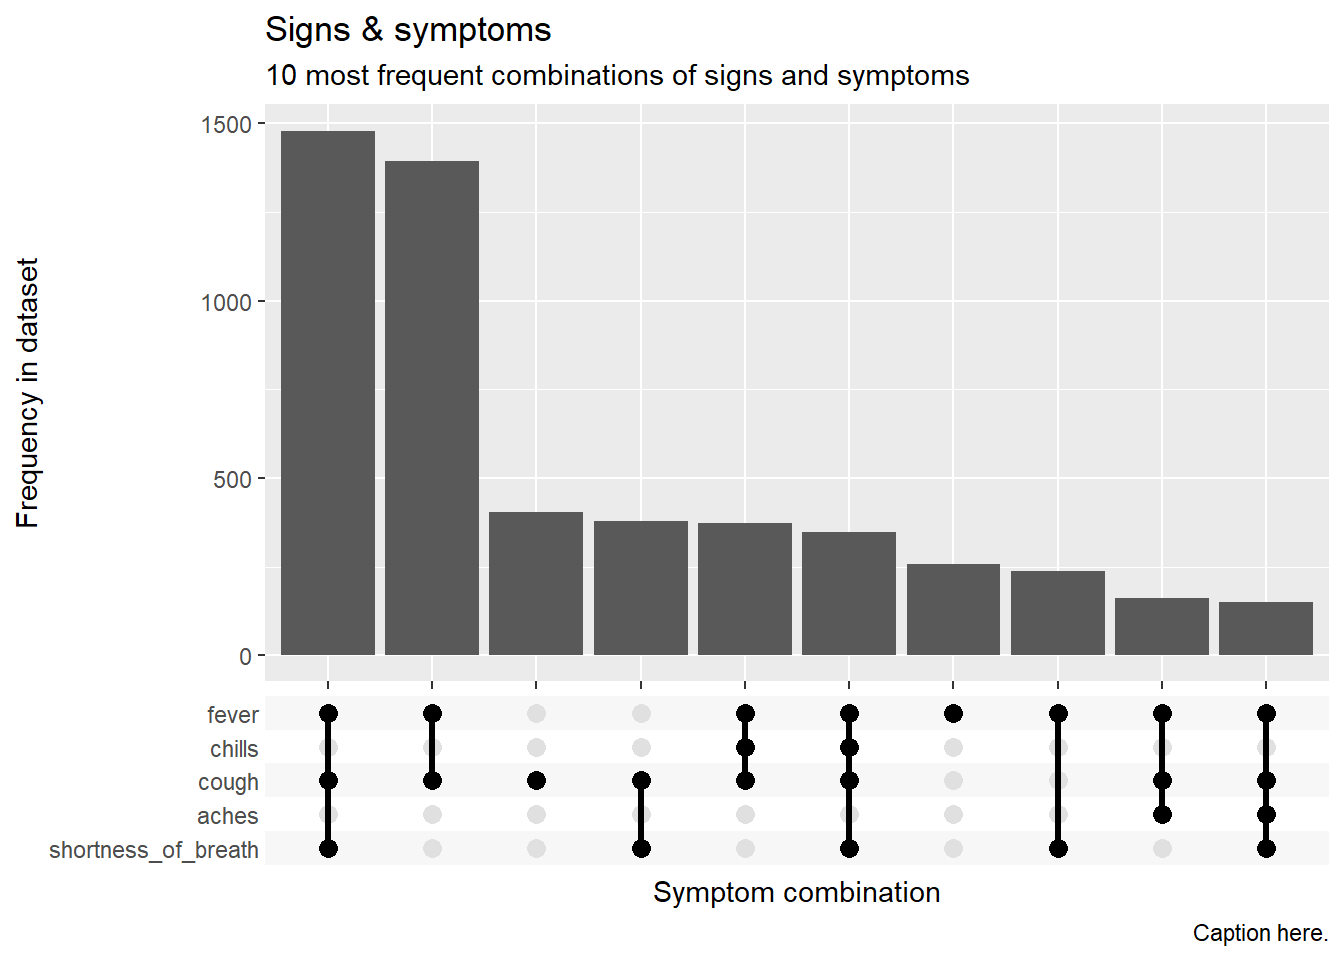 Signs & symptoms
10 most frequent combinations of signs and symptoms
Frequency in dataset
1500
1000
500
0
fever
chills
cough
aches
shortness_of_breath
Symptom combination
Caption here.